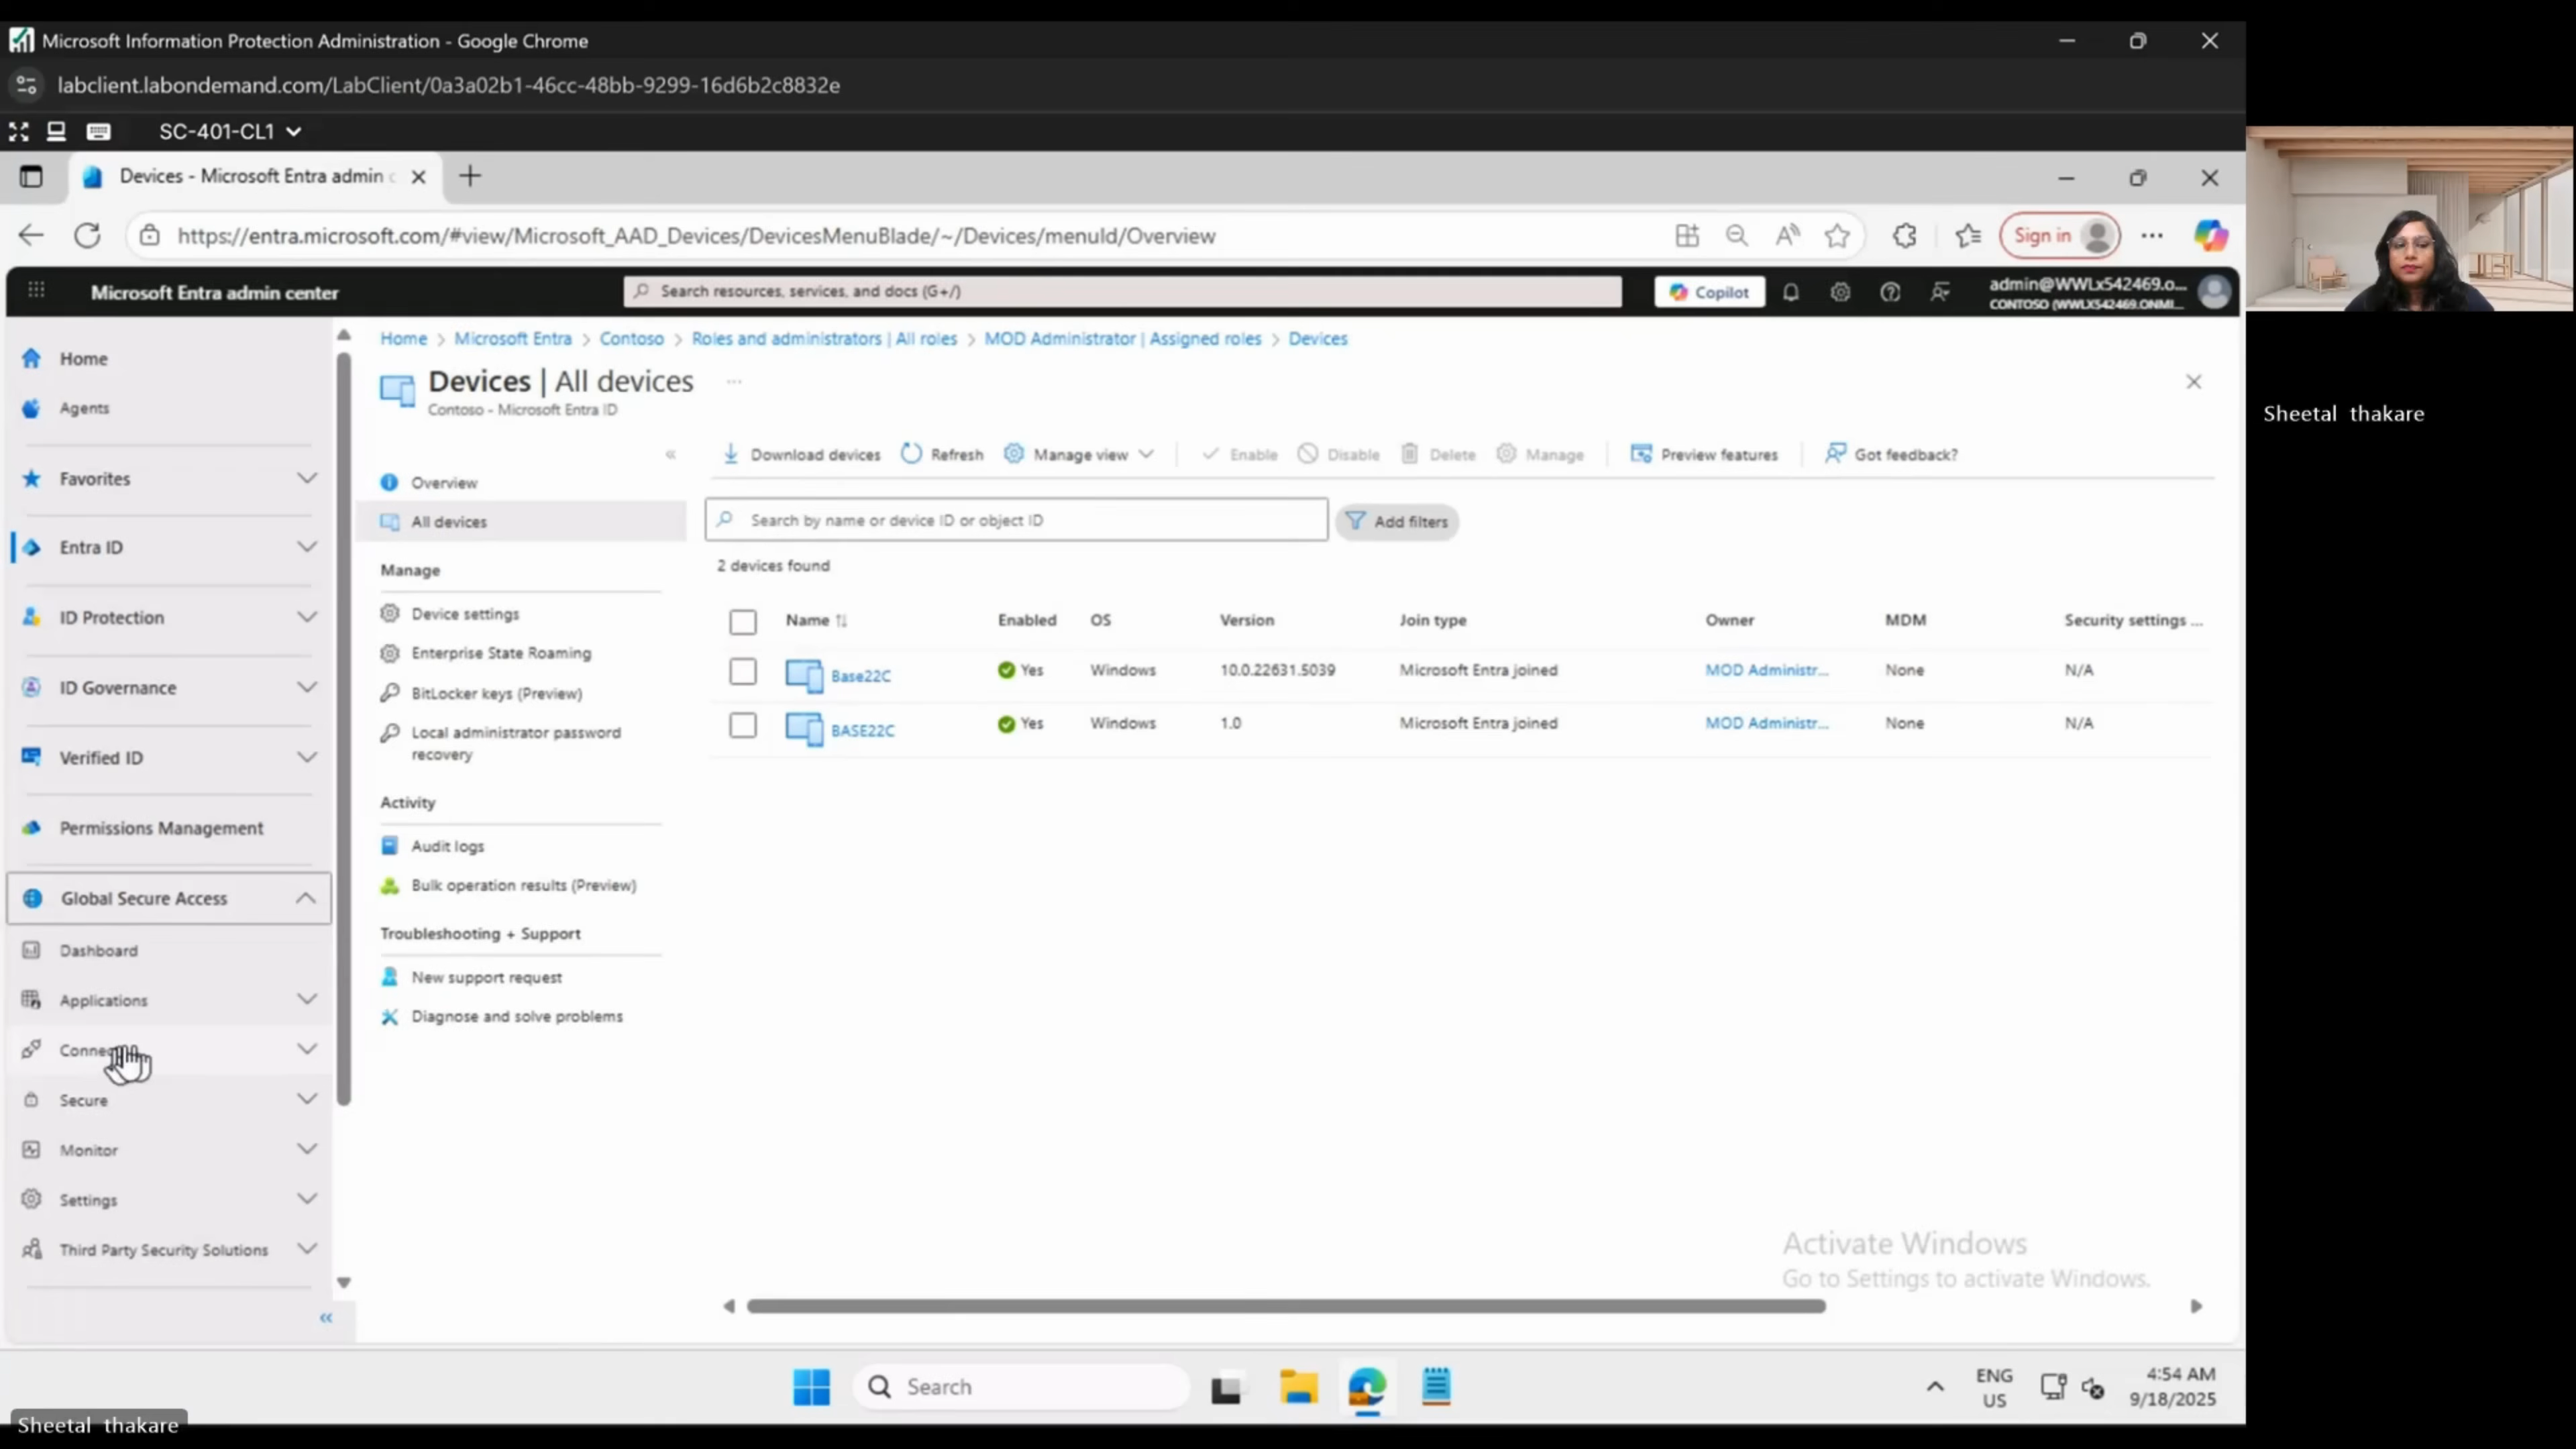 Microsoft Information Protection Administration - Google Chrome
labclient.labondemand.com/LabClient/0a3a02b1-46cc-48bb-9299-16d6b2c8832e
SC-401-CL1
Devices - Microsoft Entra admin c
https://entra.microsoft.com/#view/Microsoft_AAD_Devices/DevicesMenuBlade/~/Devices/menuId/Overview
Sign in
Microsoft Entra admin center
Search resources, services, and docs (G+/)
Copilot
admin@WWLx542469.o...
CONTOSO (WWLX542469.ONMI...
Home
Agents
Favorites
Entra ID
ID Protection
ID Governance
Verified ID
Permissions Management
Global Secure Access
Dashboard
Applications
Conne
Secure
Monitor
Settings
Third Party Security Solutions
Home > Microsoft Entra > Contoso > Roles and administrators | All roles > MOD Administrator | Assigned roles > Devices
Devices | All devices
Contoso - Microsoft Entra ID
Overview
All devices
Manage
Device settings
Enterprise State Roaming
BitLocker keys (Preview)
Local administrator password
recovery
Activity
Audit logs
Bulk operation results (Preview)
Troubleshooting + Support
New support request
Diagnose and solve problems
Download devices Refresh Manage view Enable Disable Delete Manage Preview features Got feedback?
Search by name or device ID or object ID
Add filters
2 devices found
Name Enabled OS Version Join type Owner MDM Security settings ...
Base22C Yes Windows 10.0.22631.5039 Microsoft Entra joined MOD Administr... None N/A
BASE22C Yes Windows 1.0 Microsoft Entra joined MOD Administr... None N/A
Activate Windows
Go to Settings to activate Windows.
Search
ENG
US
4:54 AM
9/18/2025
Sheetal thakare
Sheetal thakare